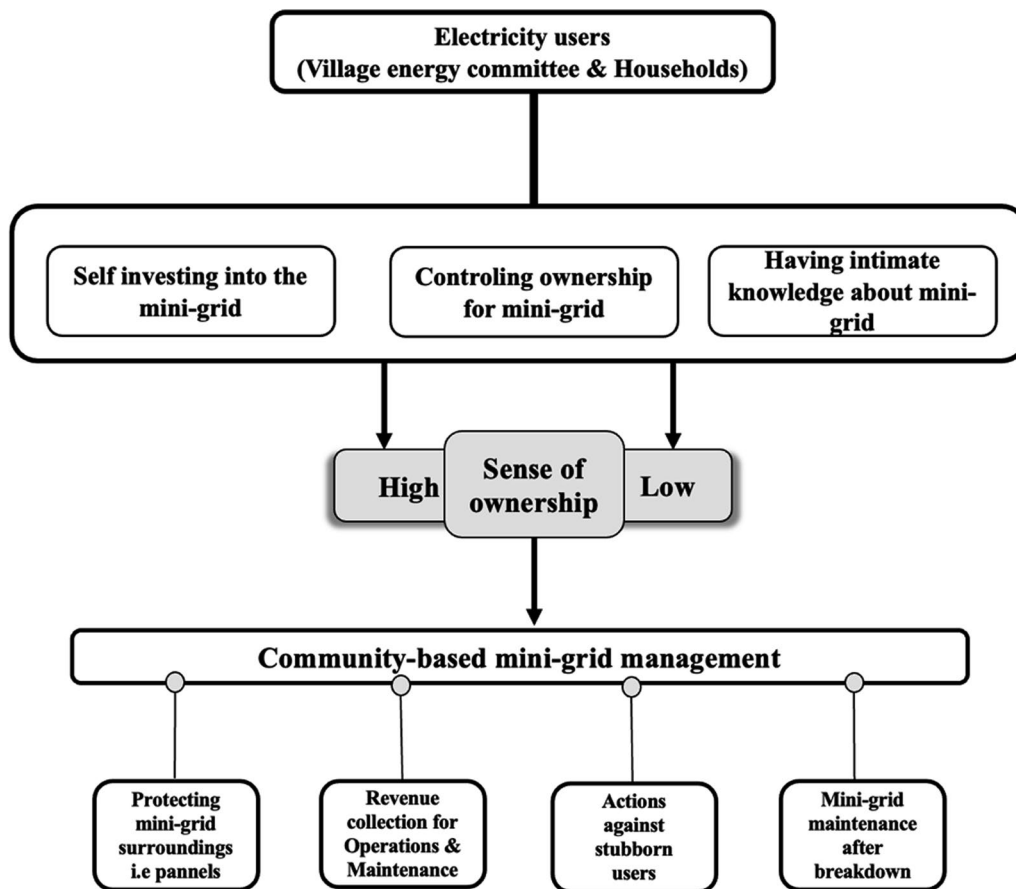 Electricity users
(Village energy committee & Households)
Self investing into the
mini-grid
Controling ownership
for mini-grid
Having intimate
knowledge about mini-
grid
High
Sense of
ownership
Low
Community-based mini-grid management
Protecting
mini-grid
surroundings
i.e pannels
Revenue
collection for
Operations &
Maintenance
Actions
against
stubborn
users
Mini-grid
maintenance
after
breakdown